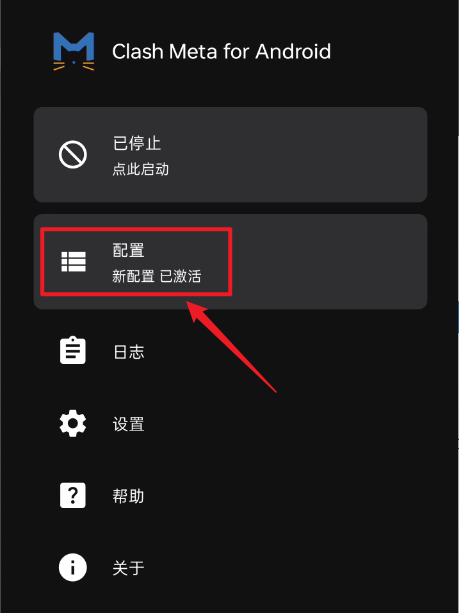 Clash Meta for Android
已停止
点此启动
配置
新配置 已激活
日志
设置
帮助
关于